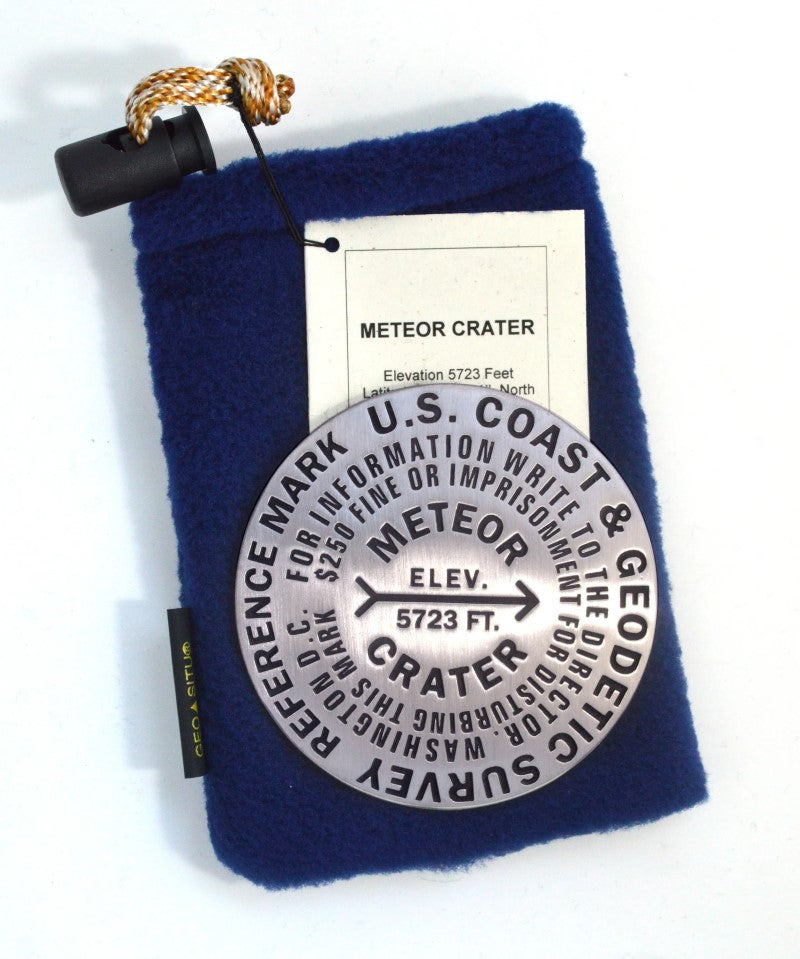 METEOR CRATER
Elevation 5723 Feet
North
U.S. COAST & GEODETIC SURVEY REFERENCE MARK
FOR INFORMATION WRITE TO THE DIRECTOR, WASHINGTON D.C.
$250 FINE OR IMPRISONMENT FOR DISTURBING THIS MARK
METEOR
ELEV.
5723 FT.
CRATER
GEO▲SITU®